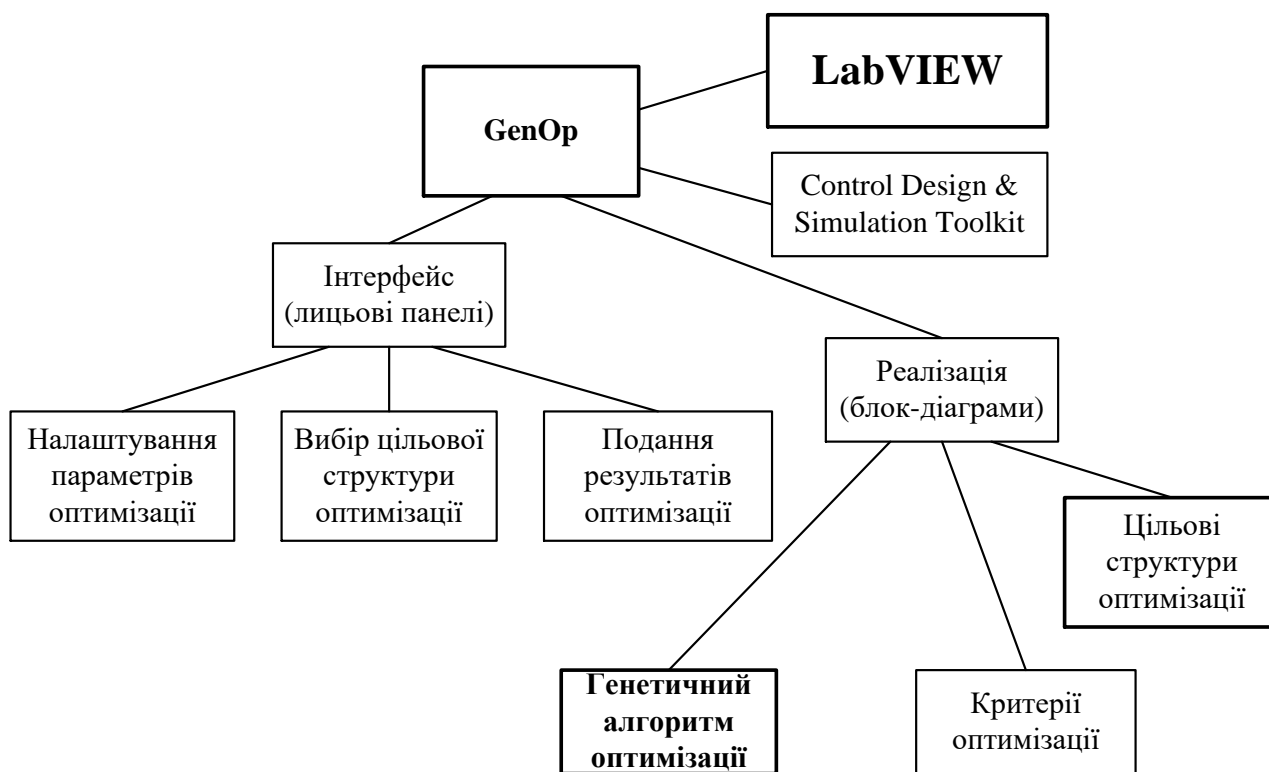 LabVIEW
GenOp
Control Design &
Simulation Toolkit
Інтерфейс
(лицьові панелі)
Реалізація
(блок-діаграми)
Налаштування
параметрів
оптимізації
Вибір цільової
структури
оптимізації
Подання
результатів
оптимізації
Цільові
структури
оптимізації
Генетичний
алгоритм
оптимізації
Критерії
оптимізації